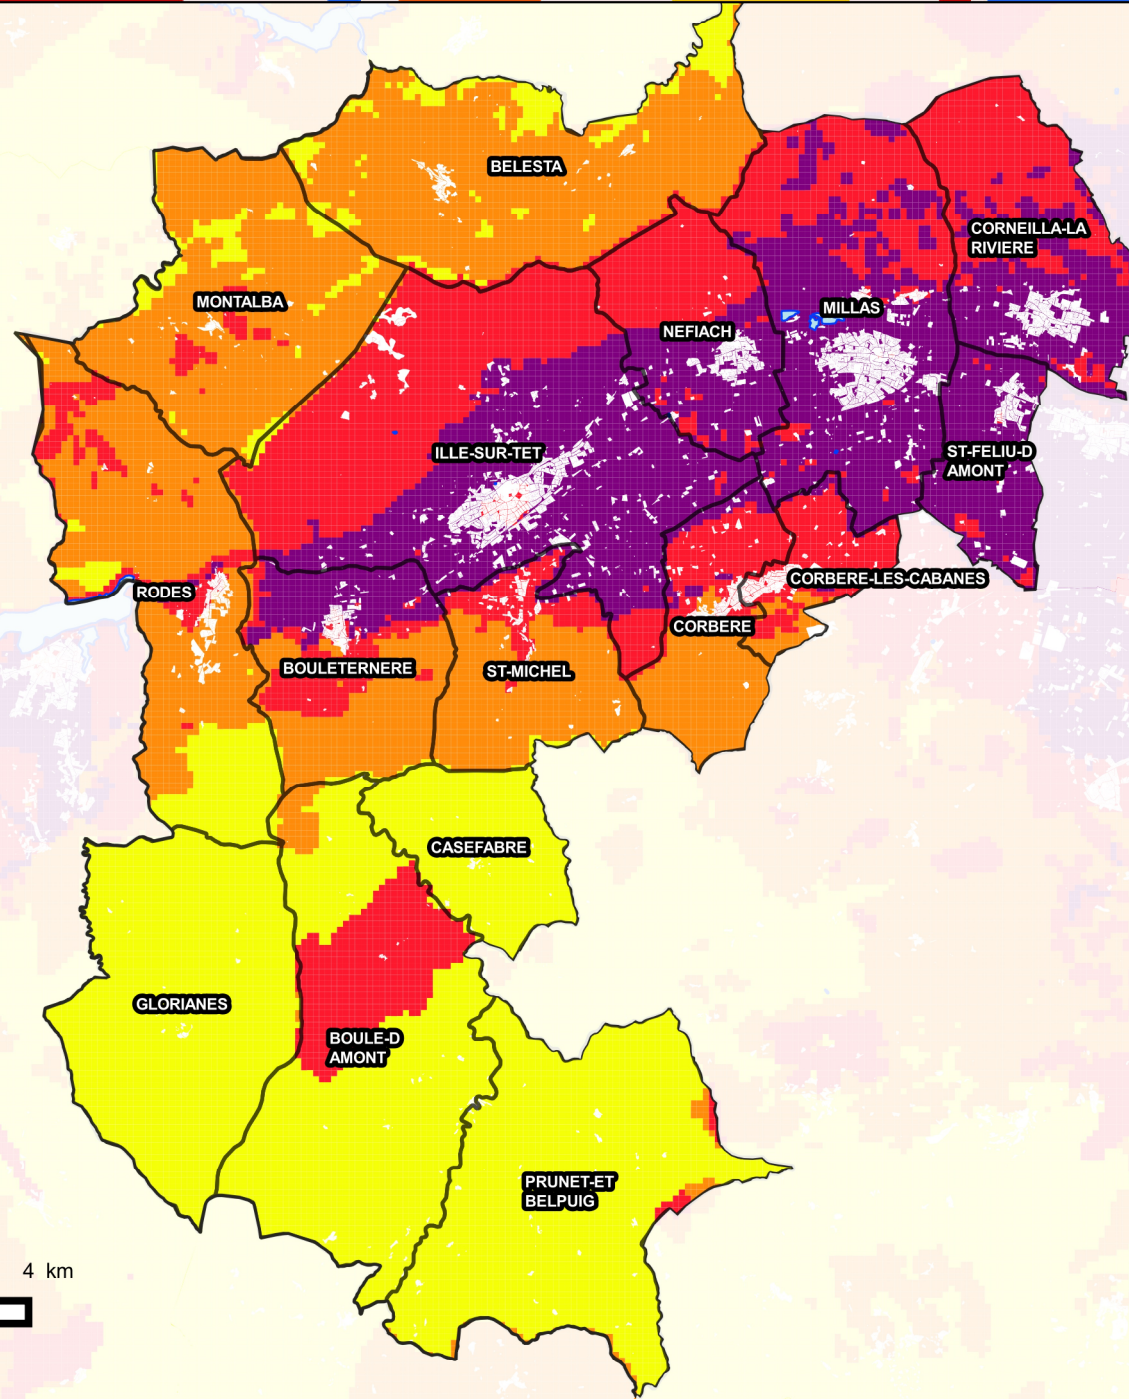 BELESTA
CORNEILLA-LA
RIVIERE
MONTALBA
MILLAS
NEFIACH
ILLE-SUR-TET
ST-FELIU-D
AMONT
RODES
CORBERE-LES-CABANES
CORBERE
BOULETERNERE
ST-MICHEL
CASEFABRE
GLORIANES
BOULE-D
AMONT
PRUNET-ET
BELPUIG
4 km